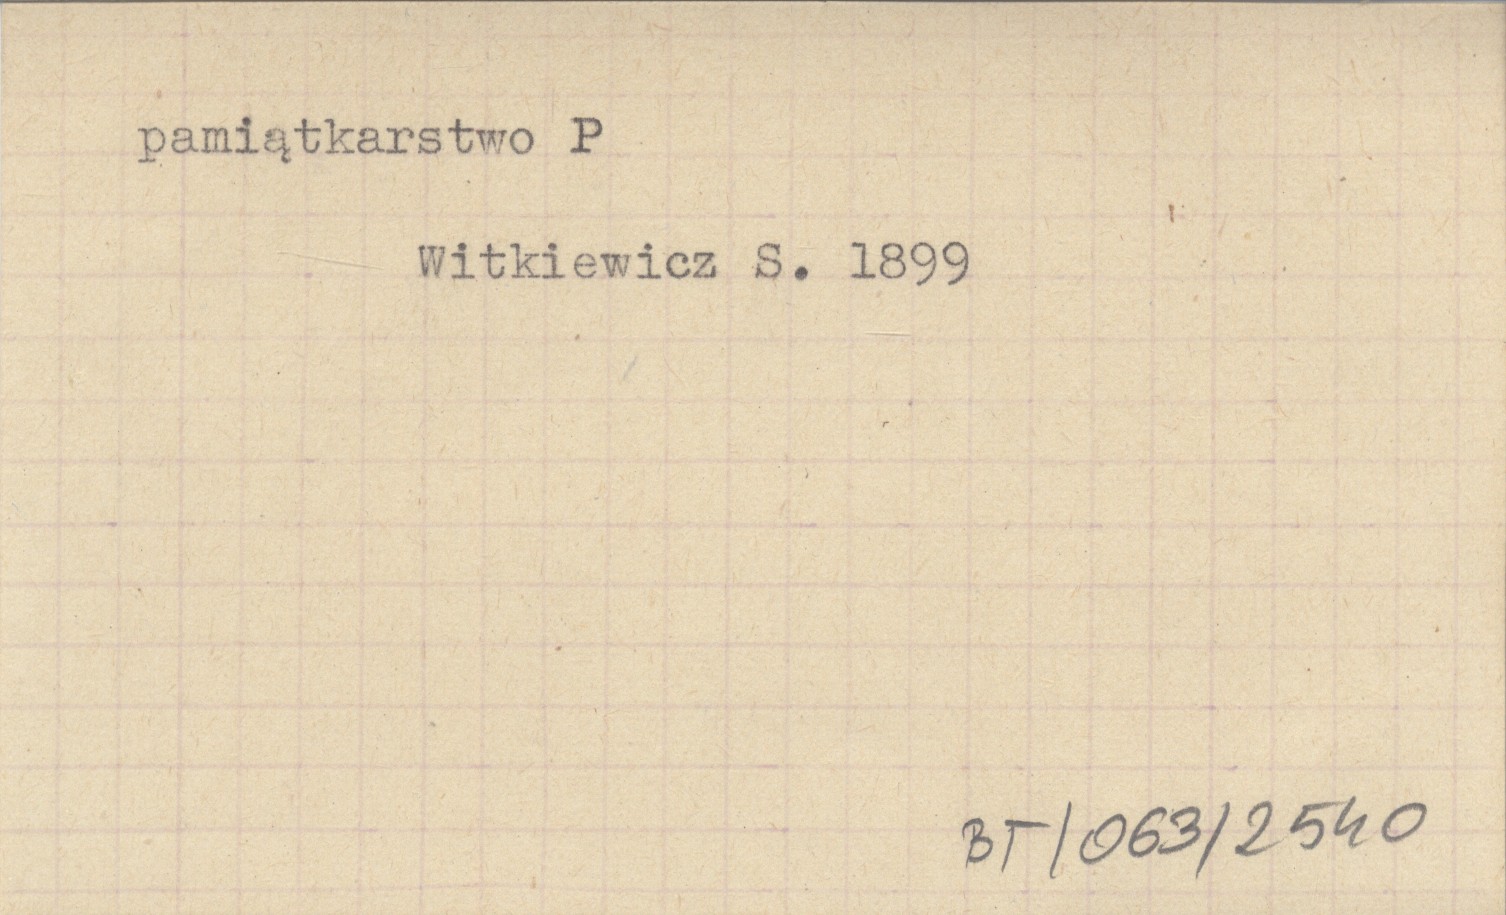 pamiątkarstwo P
Witkiewicz S. 1899
BT/063/2540